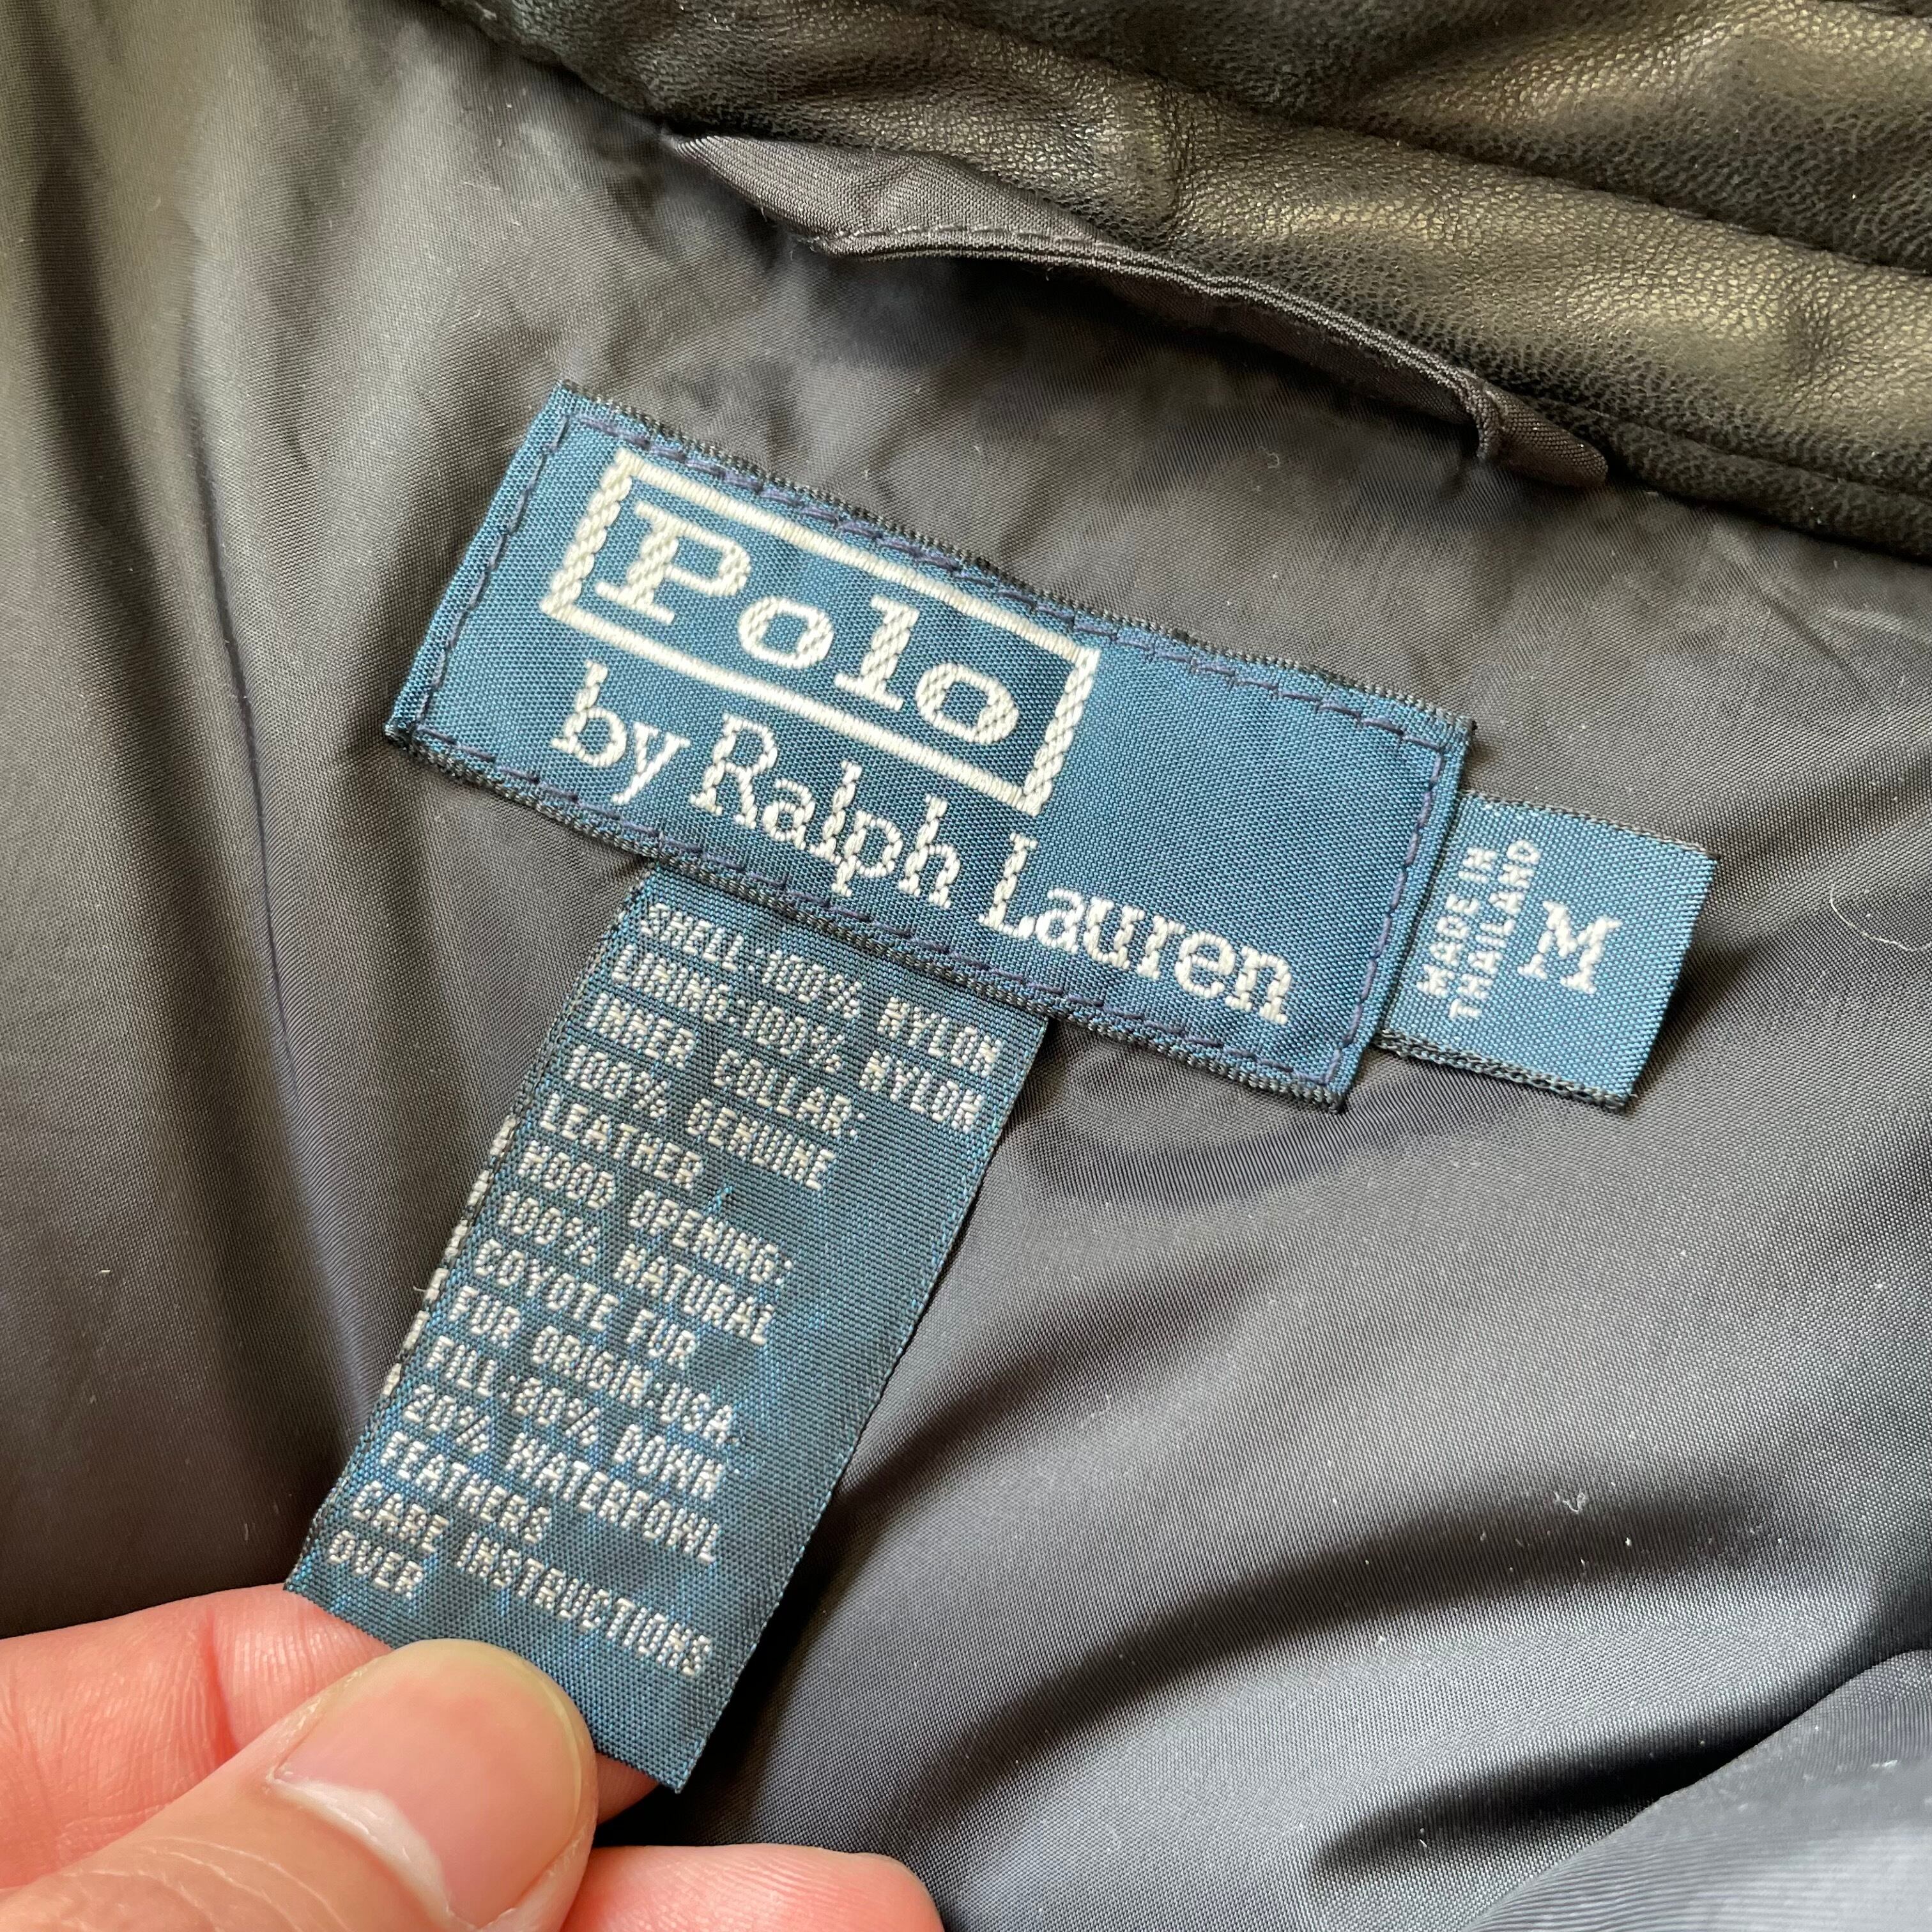 Polo
by Ralph Lauren
MADE IN
THAILAND
M
SHELL:100% NYLON
LINING:100% NYLON
INNER COLLAR:
100% GENUINE
LEATHER
HOOD OPENING:
100% NATURAL
COYOTE FUR
FUR ORIGIN:USA.
FILL:80% DOWN
20% WATERFOWL
FEATHERS
CARE INSTRUCTIONS
OVER